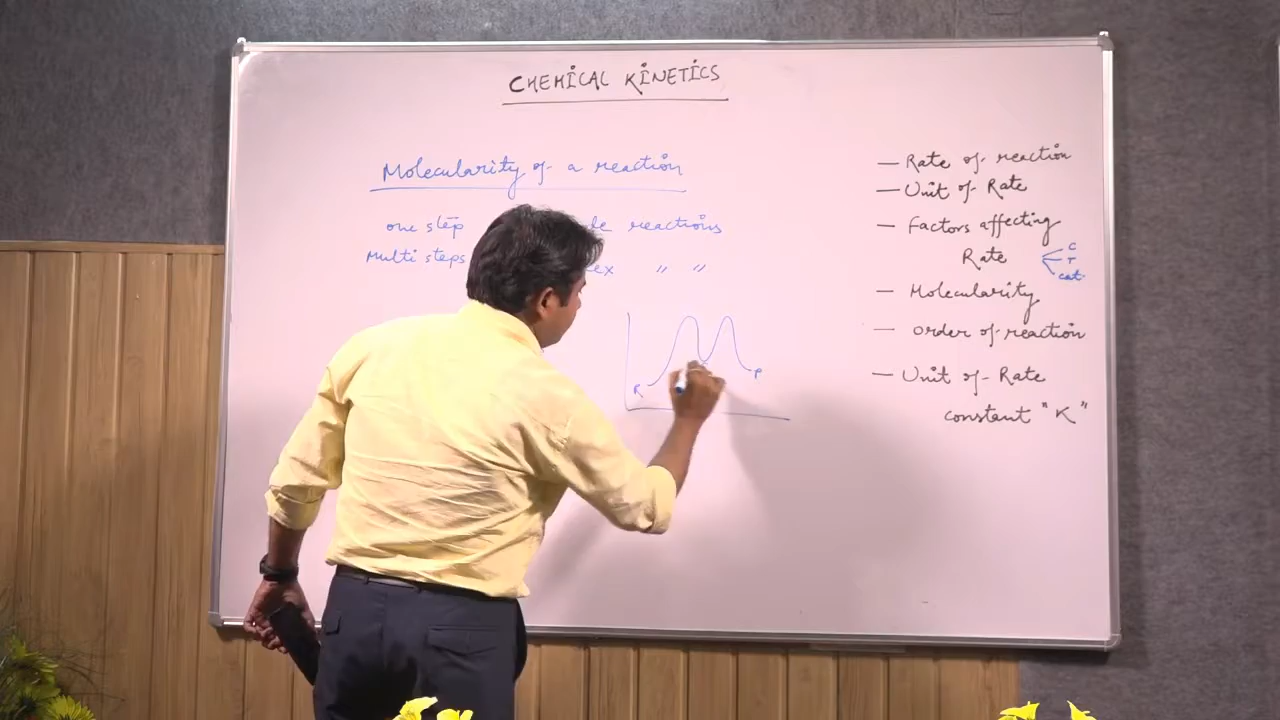 CHEMICAL KINETICS
Molecularity of a reaction
one step reactions
Multi steps " "
R P
— Rate of reaction
— Unit of Rate
— Factors affecting
Rate
C
T
cat.
— Molecularity
— Order of reaction
— Unit of Rate
constant "K"